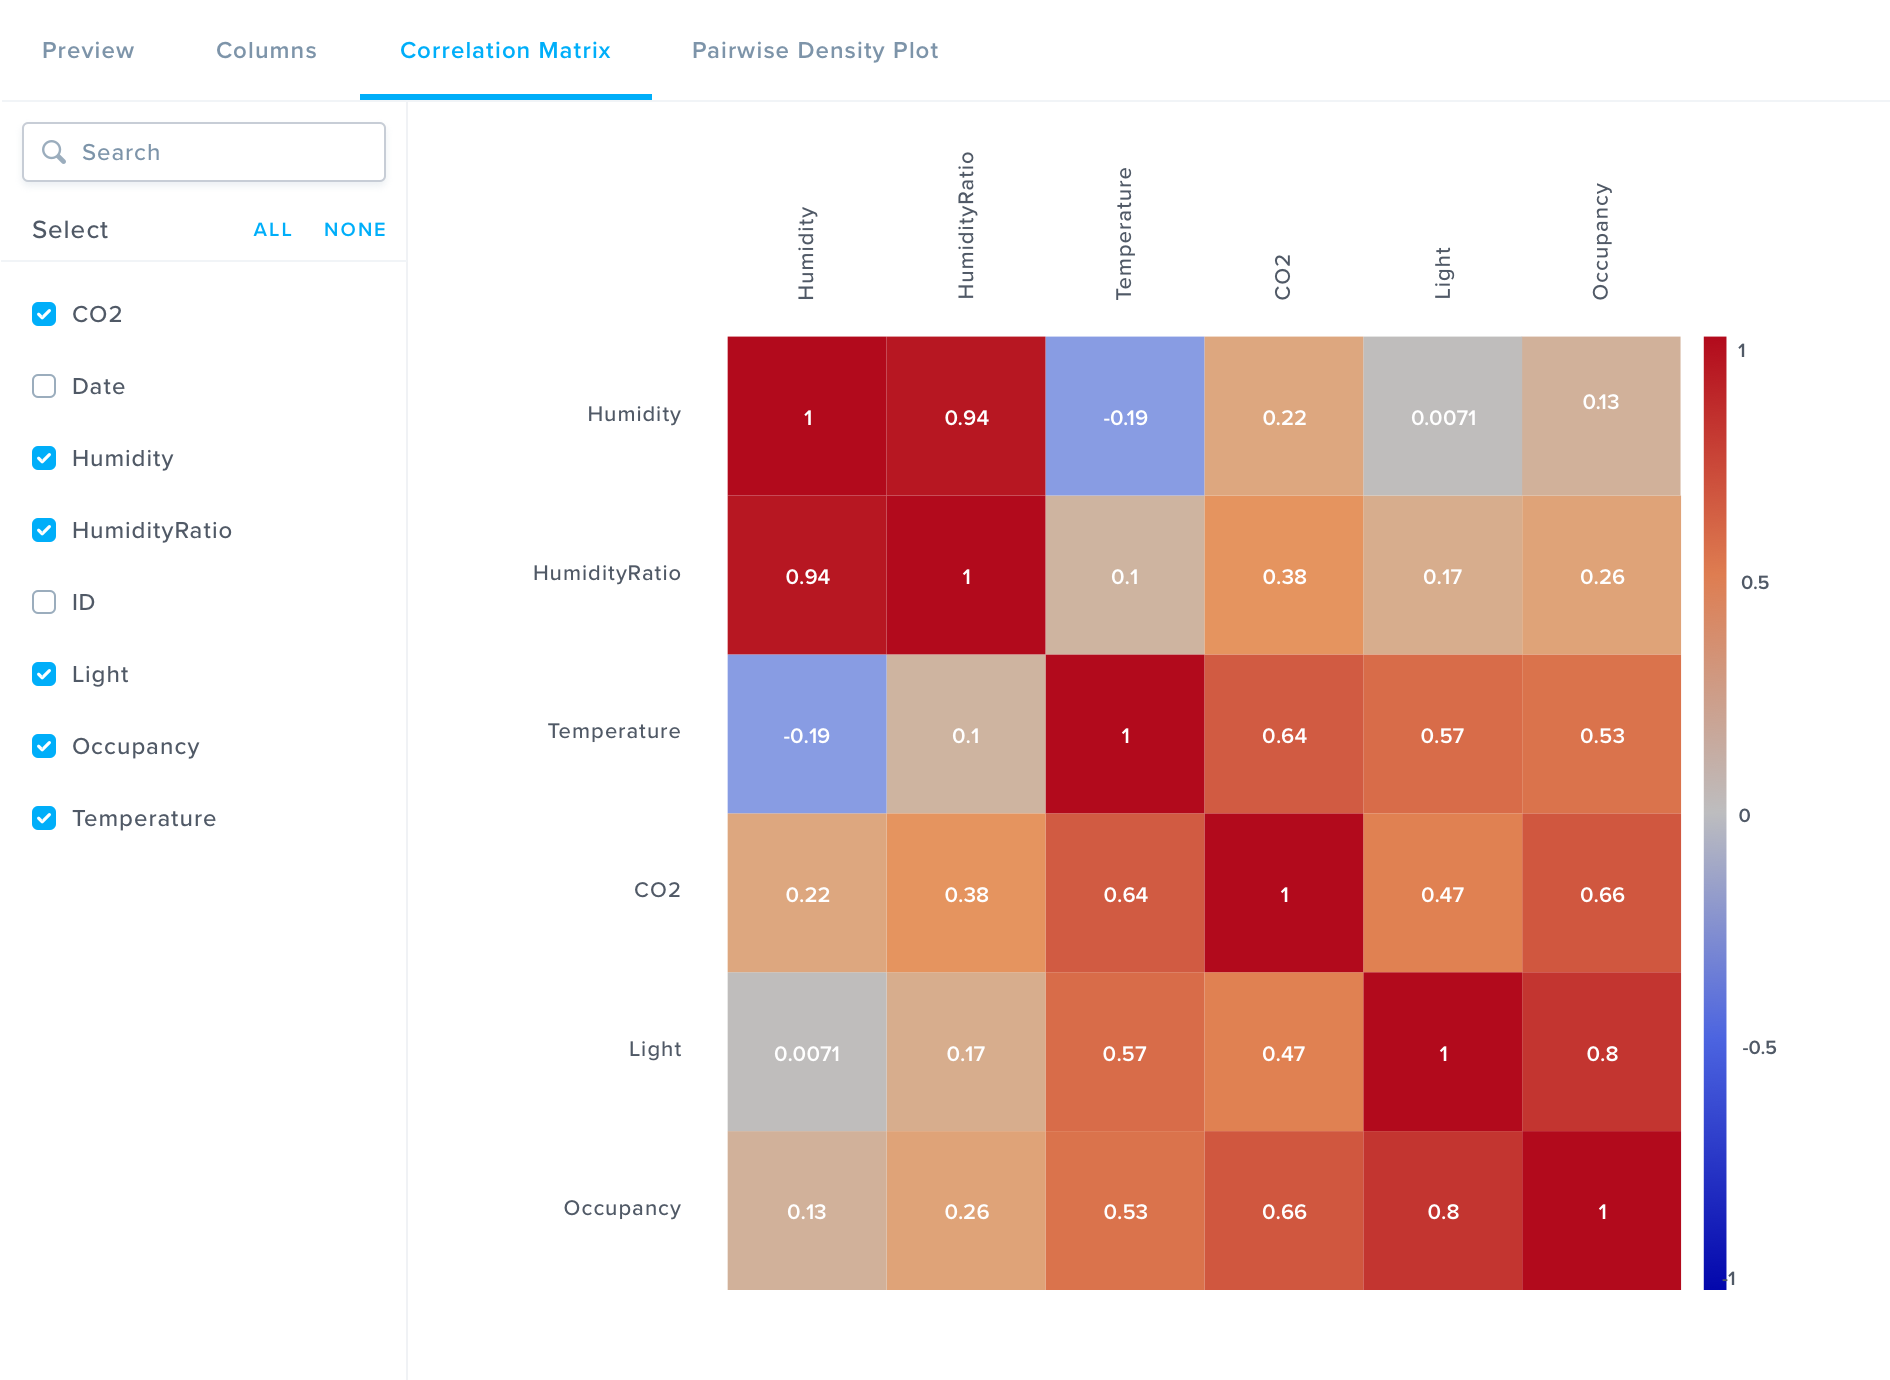 Preview Columns Correlation Matrix Pairwise Density Plot
Search
Select ALL NONE
CO2
Date
Humidity
HumidityRatio
ID
Light
Occupancy
Temperature
Humidity HumidityRatio Temperature CO2 Light Occupancy
Humidity 1 0.94 -0.19 0.22 0.0071 0.13
HumidityRatio 0.94 1 0.1 0.38 0.17 0.26
Temperature -0.19 0.1 1 0.64 0.57 0.53
CO2 0.22 0.38 0.64 1 0.47 0.66
Light 0.0071 0.17 0.57 0.47 1 0.8
Occupancy 0.13 0.26 0.53 0.66 0.8 1
1
0.5
0
-0.5
-1